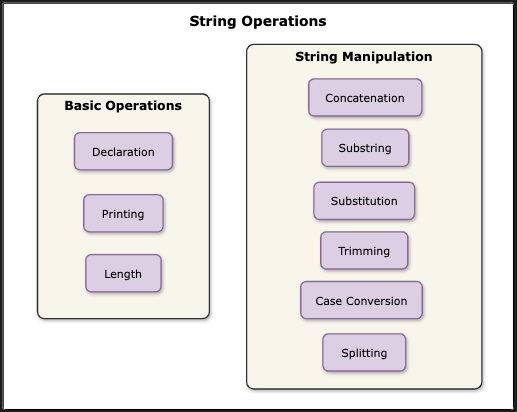 String Operations
Basic Operations
Declaration
Printing
Length
String Manipulation
Concatenation
Substring
Substitution
Trimming
Case Conversion
Splitting